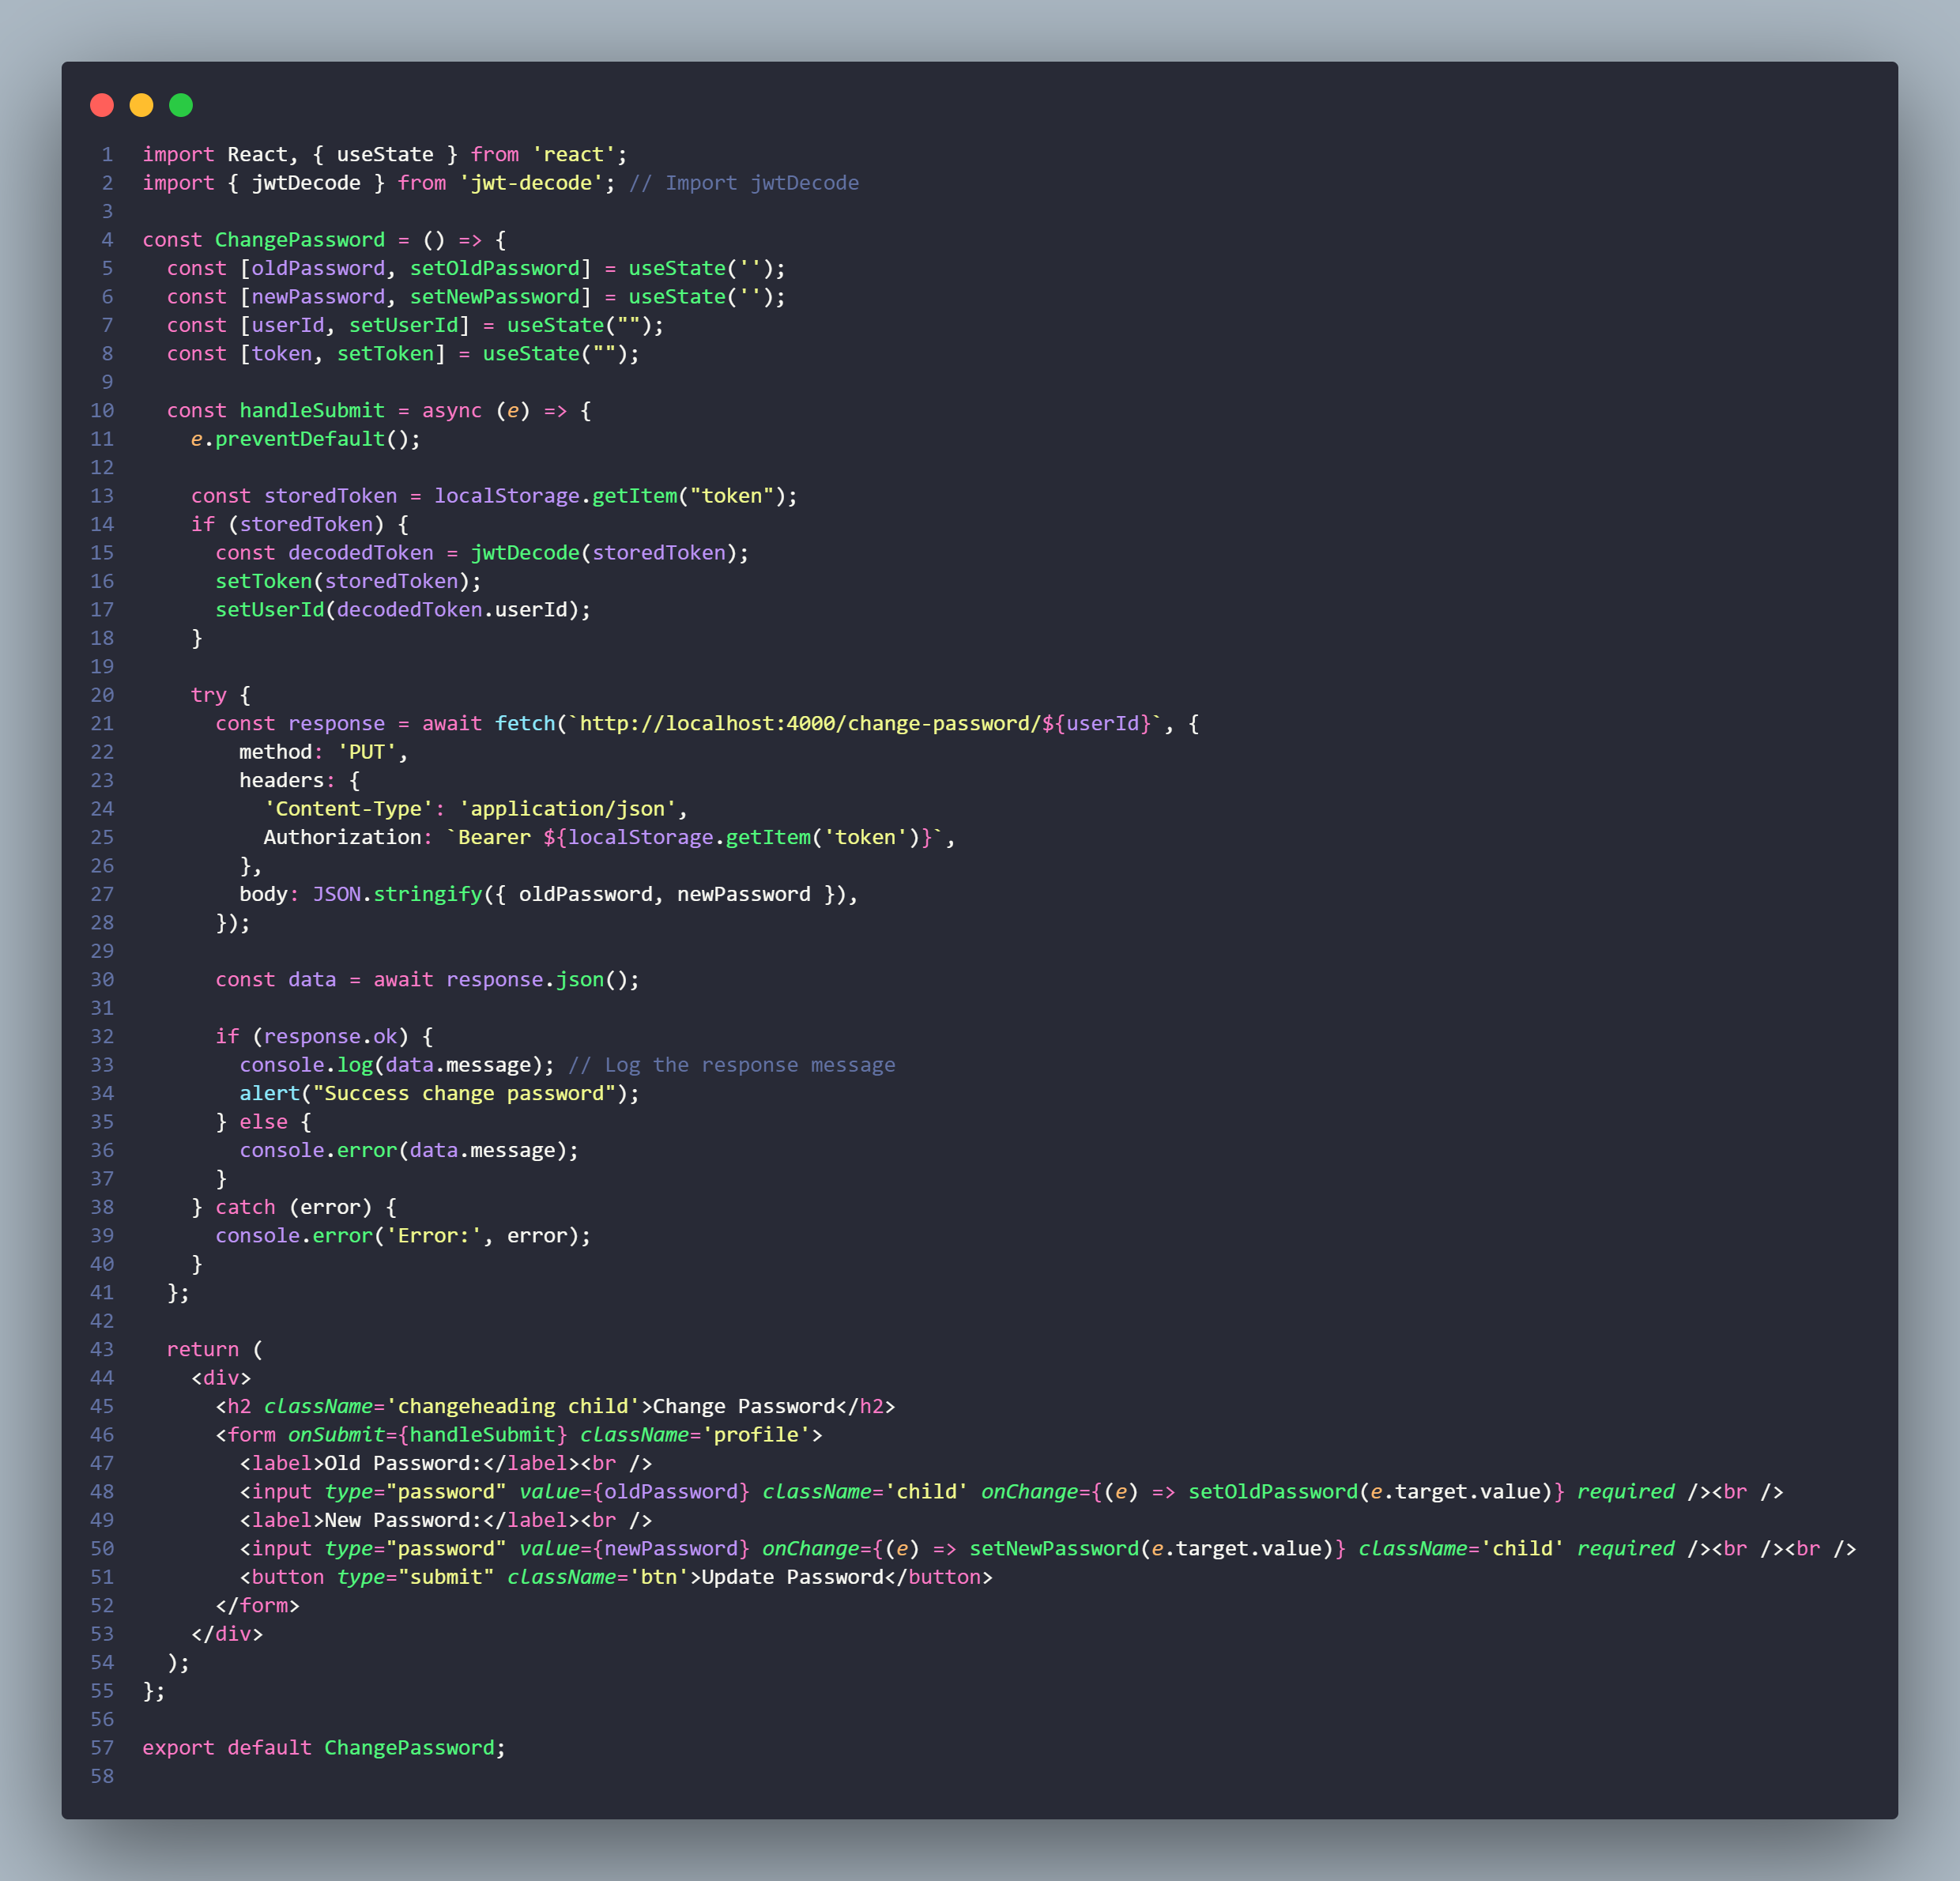 1 import React, { useState } from 'react';
2 import { jwtDecode } from 'jwt-decode'; // Import jwtDecode
3
4 const ChangePassword = () => {
5   const [oldPassword, setOldPassword] = useState('');
6   const [newPassword, setNewPassword] = useState('');
7   const [userId, setUserId] = useState("");
8   const [token, setToken] = useState("");
9
10   const handleSubmit = async (e) => {
11     e.preventDefault();
12
13     const storedToken = localStorage.getItem("token");
14     if (storedToken) {
15       const decodedToken = jwtDecode(storedToken);
16       setToken(storedToken);
17       setUserId(decodedToken.userId);
18     }
19
20     try {
21       const response = await fetch(`http://localhost:4000/change-password/${userId}`, {
22         method: 'PUT',
23         headers: {
24           'Content-Type': 'application/json',
25           Authorization: `Bearer ${localStorage.getItem('token')}`,
26         },
27         body: JSON.stringify({ oldPassword, newPassword }),
28       });
29
30       const data = await response.json();
31
32       if (response.ok) {
33         console.log(data.message); // Log the response message
34         alert("Success change password");
35       } else {
36         console.error(data.message);
37       }
38     } catch (error) {
39       console.error('Error:', error);
40     }
41   };
42
43   return (
44     <div>
45       <h2 className='changeheading child'>Change Password</h2>
46       <form onSubmit={handleSubmit} className='profile'>
47         <label>Old Password:</label><br />
48         <input type="password" value={oldPassword} className='child' onChange={(e) => setOldPassword(e.target.value)} required /><br />
49         <label>New Password:</label><br />
50         <input type="password" value={newPassword} onChange={(e) => setNewPassword(e.target.value)} className='child' required /><br /><br />
51         <button type="submit" className='btn'>Update Password</button>
52       </form>
53     </div>
54   );
55 };
56
57 export default ChangePassword;
58